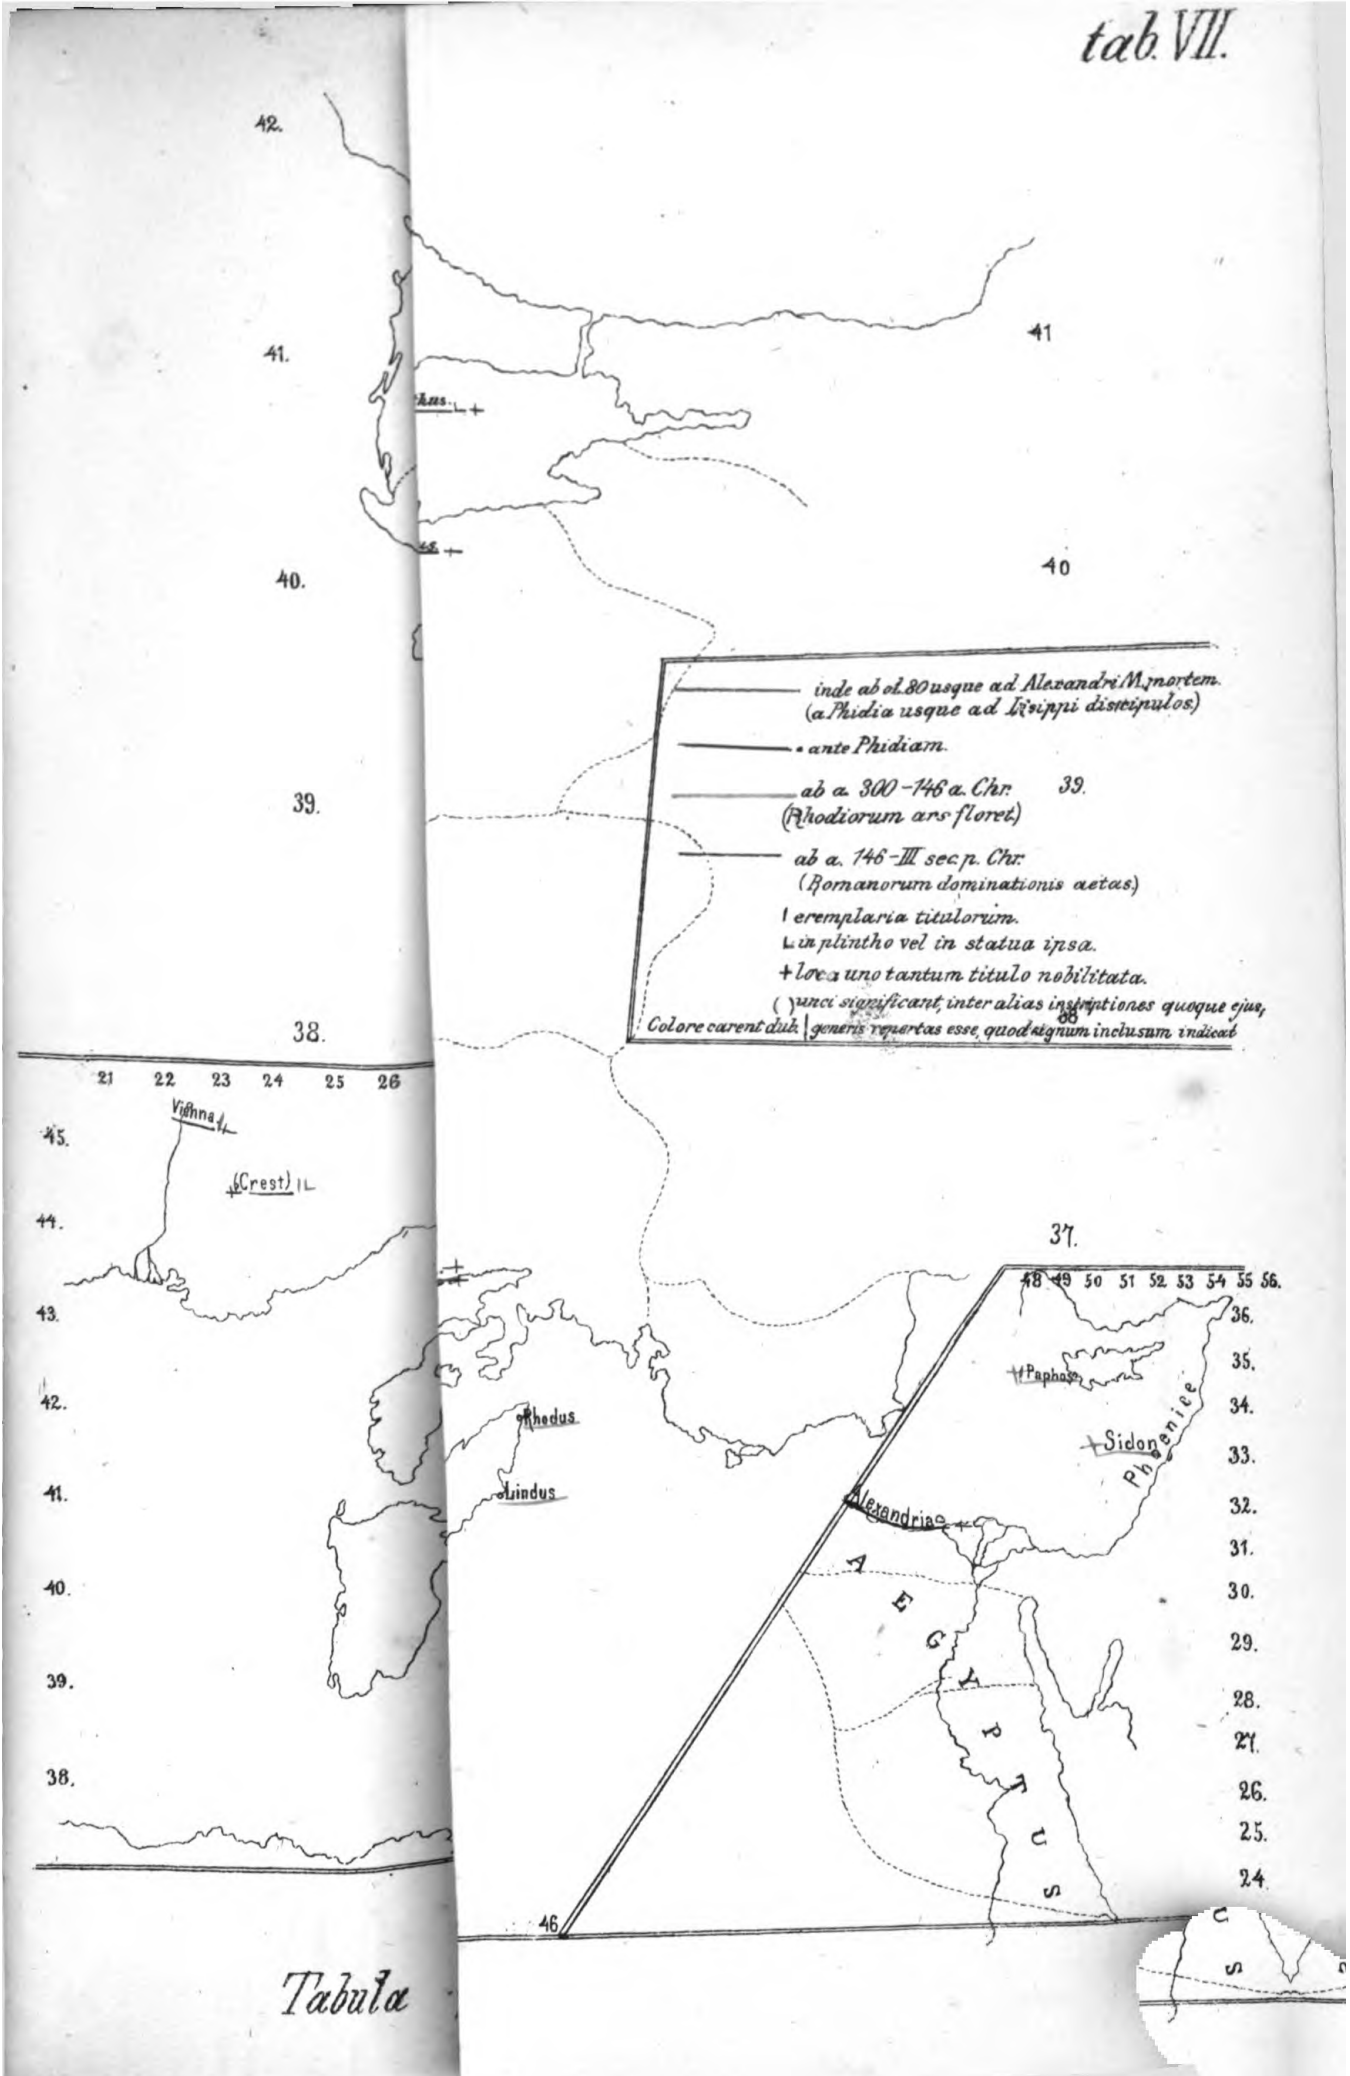 tab. VII.
42.
41.
41
hus. L +
us. +
40.
40
inde ab ol. 80 usque ad Alexandri M. mortem.
(a Phidia usque ad Lisippi discipulos)
ante Phidiam.
39.
ab a. 300-146 a. Chr.
39.
(Rhodiorum ars floret)
ab a. 146-III sec. p. Chr.
(Romanorum dominationis aetas)
I exemplaria titulorum.
L in plintho vel in statua ipsa.
+ loca uno tantum titulo nobilitata.
( ) unci significant, inter alias inscriptiones quoque ejus,
Colore carent dub. | generis repertas esse, quod signum inclusum indicat
38.
21 22 23 24 25 26
Vienna
45.
(Crest) IL
44.
37.
48 49 50 51 52 53 54 55 56.
43.
36.
35.
Paphos
42.
34.
Rhodus
Phoenice
Sidon
33.
41.
Lindus
32.
Alexandria
31.
40.
30.
AEGYPTUS
29.
39.
28.
27.
38.
26.
25.
24
46
U
S
Tabula